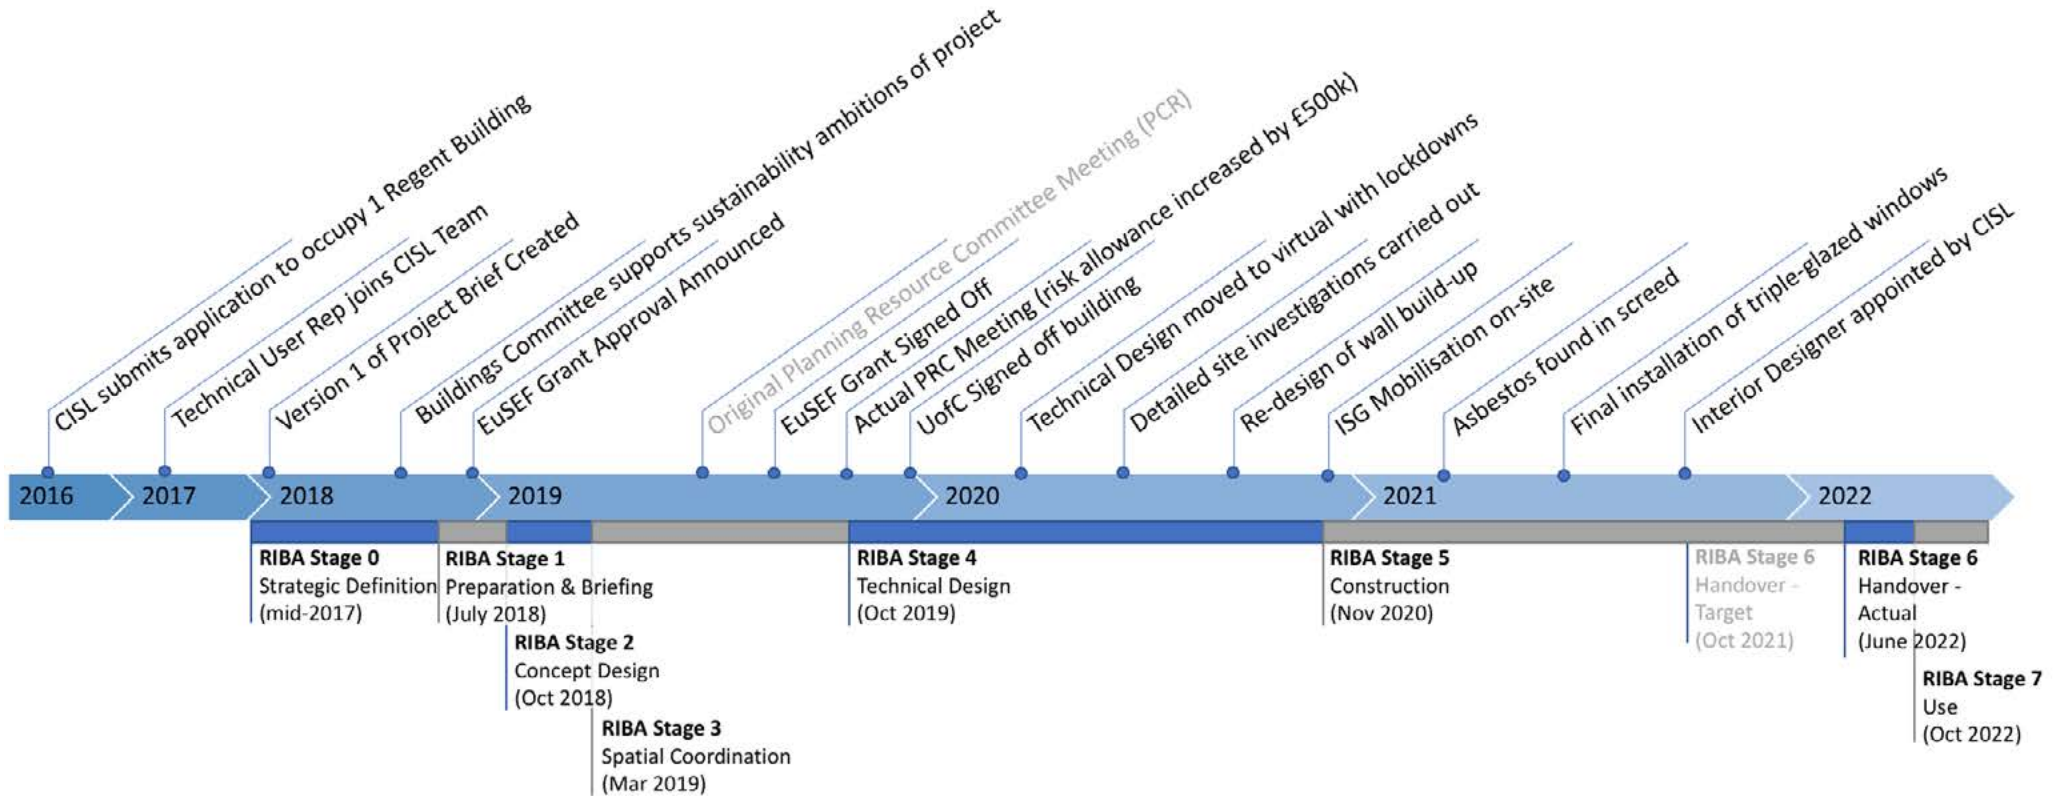 CISL submits application to occupy 1 Regent Building
Technical User Rep joins CISL Team
Version 1 of Project Brief Created
Buildings Committee supports sustainability ambitions of project
EuSEF Grant Approval Announced
Original Planning Resource Committee Meeting (PCR)
EuSEF Grant Signed Off
Actual PRC Meeting (risk allowance increased by £500k)
UofC Signed off building
Technical Design moved to virtual with lockdowns
Detailed site investigations carried out
Re-design of wall build-up
ISG Mobilisation on-site
Asbestos found in screed
Final installation of triple-glazed windows
Interior Designer appointed by CISL
2016
2017
2018
2019
2020
2021
2022
RIBA Stage 0
Strategic Definition
(mid-2017)
RIBA Stage 1
Preparation & Briefing
(July 2018)
RIBA Stage 2
Concept Design
(Oct 2018)
RIBA Stage 3
Spatial Coordination
(Mar 2019)
RIBA Stage 4
Technical Design
(Oct 2019)
RIBA Stage 5
Construction
(Nov 2020)
RIBA Stage 6
Handover -
Target
(Oct 2021)
RIBA Stage 6
Handover -
Actual
(June 2022)
RIBA Stage 7
Use
(Oct 2022)